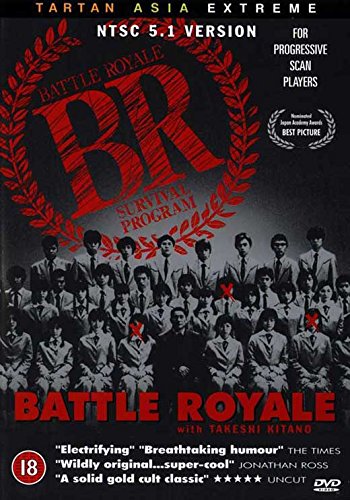 TARTAN ASIA EXTREME
NTSC 5.1 VERSION
FOR
PROGRESSIVE
SCAN
PLAYERS
Nominated
Japan Academy Awards
BEST PICTURE
BATTLE ROYALE
BR
SURVIVAL PROGRAM
BATTLE ROYALE
with TAKESHI KITANO
"Electrifying" "Breathtaking humour" THE TIMES
"Wildly original...super-cool" JONATHAN ROSS
"A solid gold cult classic" ★★★★★ UNCUT
18
DVD
VIDEO